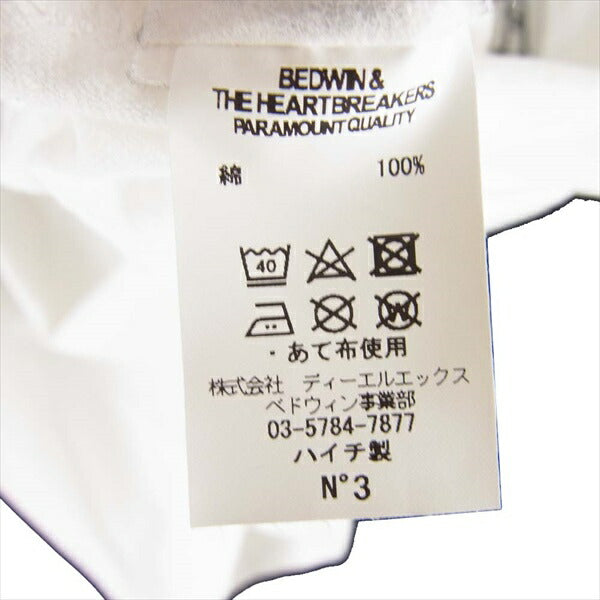 BEDWIN &
THE HEARTBREAKERS
PARAMOUNT QUALITY
綿 100%
40
W
・あて布使用
株式会社 ディーエルエックス
ベドウィン事業部
03-5784-7877
ハイチ製
N°3